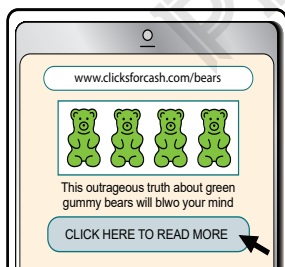 www.clicksforcash.com/bears
This outrageous truth about green
gummy bears will blwo your mind
CLICK HERE TO READ MORE